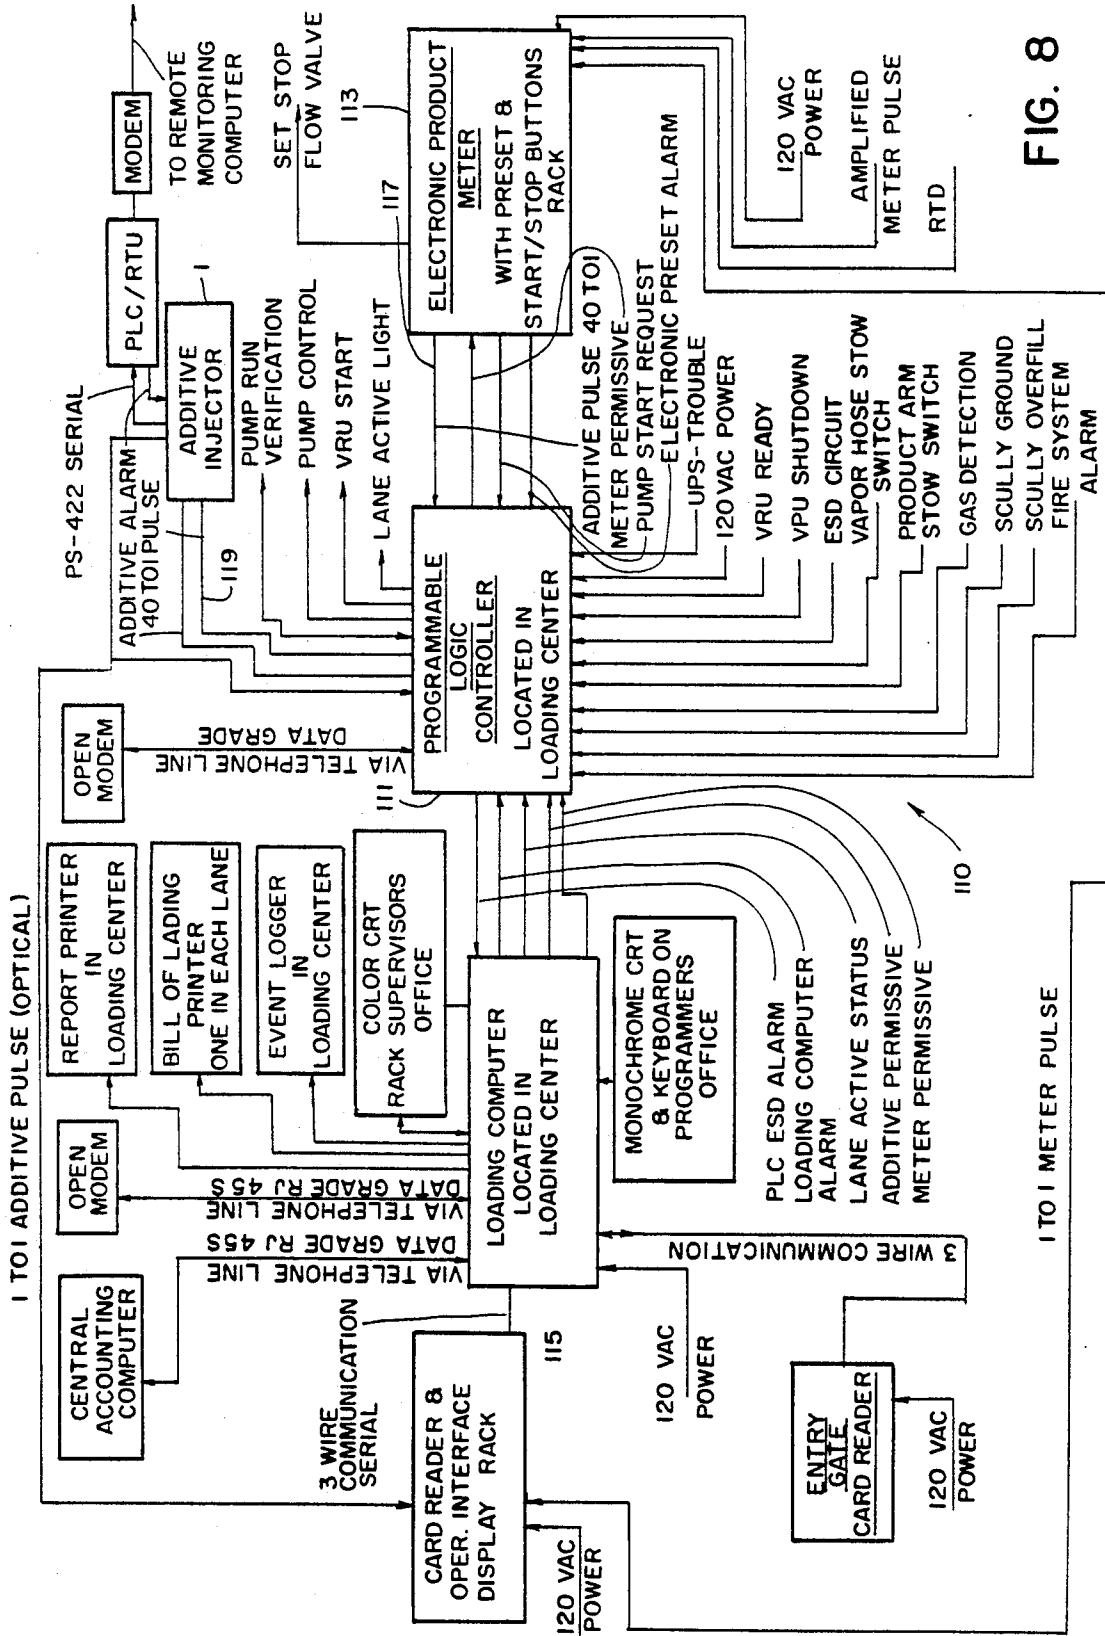 1 TO 1 ADDITIVE PULSE (OPTICAL)
CENTRAL
ACCOUNTING
COMPUTER
OPEN
MODEM
REPORT PRINTER
IN
LOADING CENTER
BILL OF LADING
PRINTER
ONE IN EACH LANE
EVENT LOGGER
IN
LOADING CENTER
COLOR CRT
RACK SUPERVISORS
OFFICE
OPEN
MODEM
VIA TELEPHONE LINE
DATA GRADE RJ 45S
VIA TELEPHONE LINE
DATA GRADE RJ 45S
VIA TELEPHONE LINE
DATA GRADE
PS-422 SERIAL
ADDITIVE ALARM
40 TO 1 PULSE
119
ADDITIVE
INJECTOR
1
PLC/RTU
MODEM
TO REMOTE
MONITORING
COMPUTER
PUMP RUN
VERIFICATION
PUMP CONTROL
VRU START
LANE ACTIVE LIGHT
SET STOP
FLOW VALVE
113
117
3 WIRE
COMMUNICATION
SERIAL
115
CARD READER &
OPER. INTERFACE
DISPLAY RACK
120 VAC
POWER
LOADING COMPUTER
LOCATED IN
LOADING CENTER
120 VAC
POWER
3 WIRE COMMUNICATION
MONOCHROME CRT
& KEYBOARD ON
PROGRAMMERS
OFFICE
111
PROGRAMMABLE
LOGIC
CONTROLLER
LOCATED IN
LOADING CENTER
ELECTRONIC PRODUCT
METER
WITH PRESET &
START/STOP BUTTONS
RACK
PLC ESD ALARM
LOADING COMPUTER
ALARM
LANE ACTIVE STATUS
ADDITIVE PERMISSIVE
METER PERMISSIVE
110
ADDITIVE PULSE 40 TO 1
METER PERMISSIVE
PUMP START REQUEST
ELECTRONIC PRESET ALARM
UPS-TROUBLE
120 VAC POWER
VRU READY
VPU SHUTDOWN
ESD CIRCUIT
VAPOR HOSE STOW
SWITCH
PRODUCT ARM
STOW SWITCH
GAS DETECTION
SCULLY GROUND
SCULLY OVERFILL
FIRE SYSTEM
ALARM
120 VAC
POWER
AMPLIFIED
METER PULSE
RTD
ENTRY
GATE
CARD READER
120 VAC
POWER
1 TO 1 METER PULSE
FIG. 8